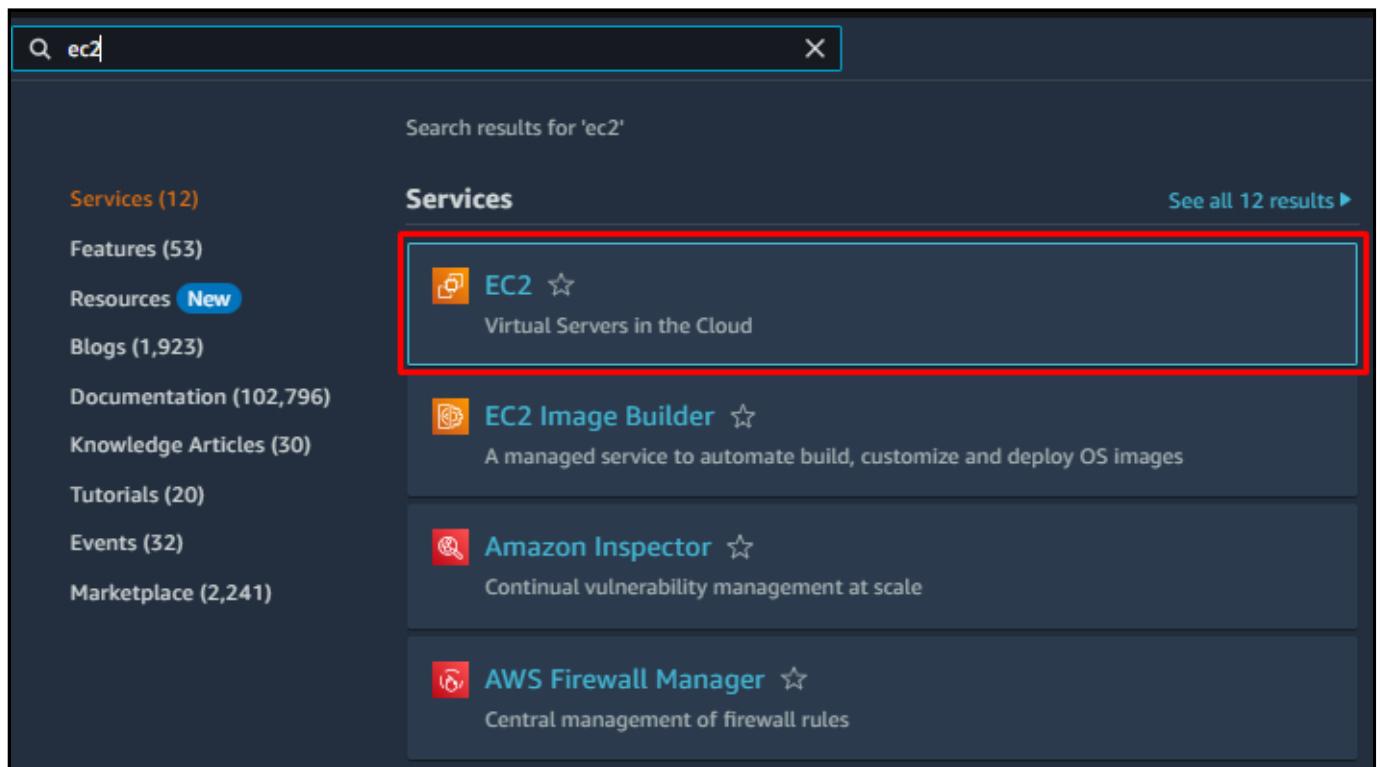 ec2
Search results for 'ec2'
Services (12)
Features (53)
Resources New
Blogs (1,923)
Documentation (102,796)
Knowledge Articles (30)
Tutorials (20)
Events (32)
Marketplace (2,241)
Services
See all 12 results
EC2
Virtual Servers in the Cloud
EC2 Image Builder
A managed service to automate build, customize and deploy OS images
Amazon Inspector
Continual vulnerability management at scale
AWS Firewall Manager
Central management of firewall rules